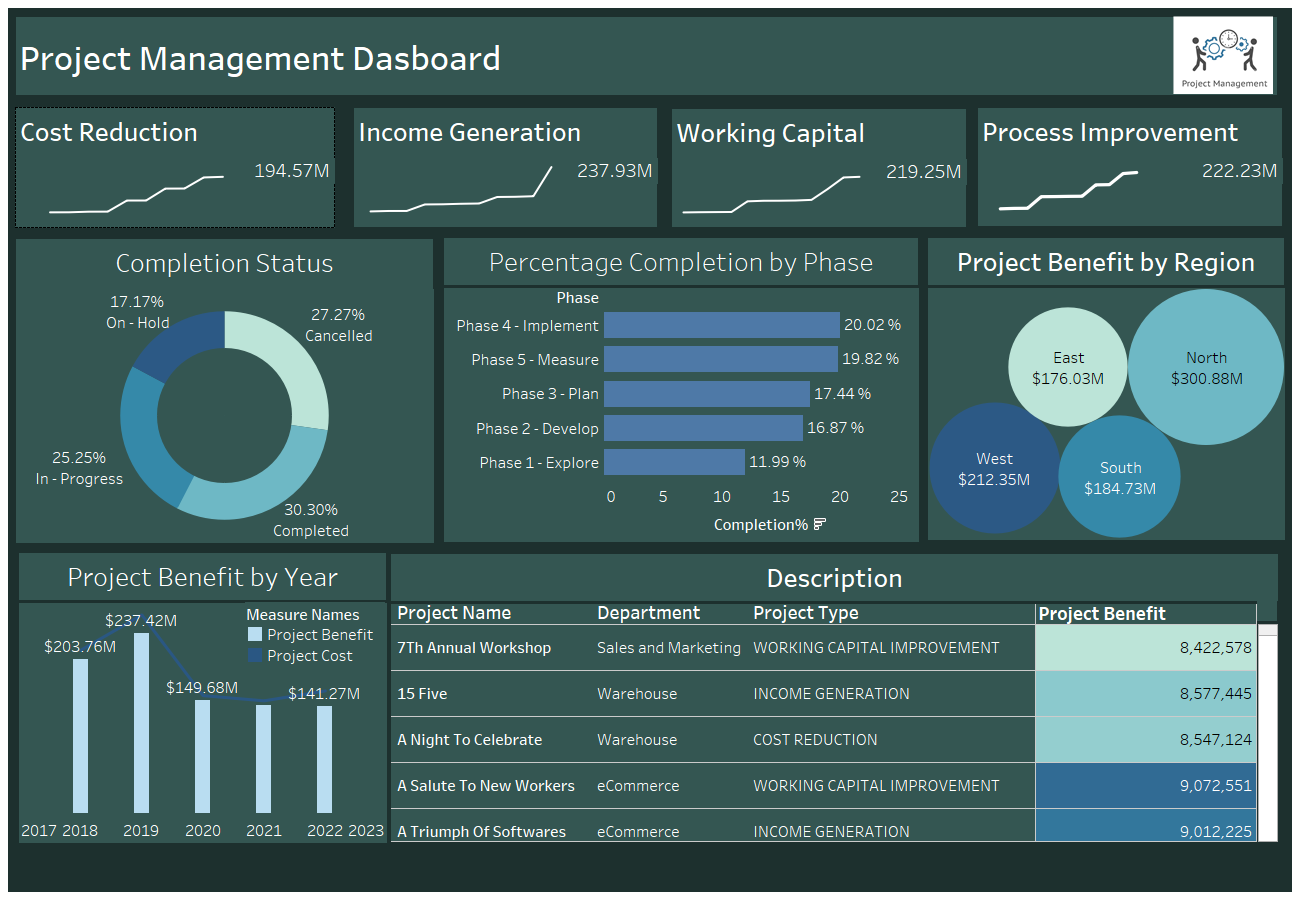 Project Management Dasboard
Project Management
Cost Reduction
194.57M
Income Generation
237.93M
Working Capital
219.25M
Process Improvement
222.23M
Completion Status
17.17%
On - Hold
27.27%
Cancelled
25.25%
In - Progress
30.30%
Completed
Percentage Completion by Phase
Phase
Phase 4 - Implement 20.02 %
Phase 5 - Measure 19.82 %
Phase 3 - Plan 17.44 %
Phase 2 - Develop 16.87 %
Phase 1 - Explore 11.99 %
0 5 10 15 20 25
Completion%
Project Benefit by Region
East
$176.03M
North
$300.88M
West
$212.35M
South
$184.73M
Project Benefit by Year
Measure Names
Project Benefit
Project Cost
$203.76M
$237.42M
$149.68M
$141.27M
2017 2018 2019 2020 2021 2022 2023
Description
Project Name Department Project Type Project Benefit
7Th Annual Workshop Sales and Marketing WORKING CAPITAL IMPROVEMENT 8,422,578
15 Five Warehouse INCOME GENERATION 8,577,445
A Night To Celebrate Warehouse COST REDUCTION 8,547,124
A Salute To New Workers eCommerce WORKING CAPITAL IMPROVEMENT 9,072,551
A Triumph Of Softwares eCommerce INCOME GENERATION 9,012,225